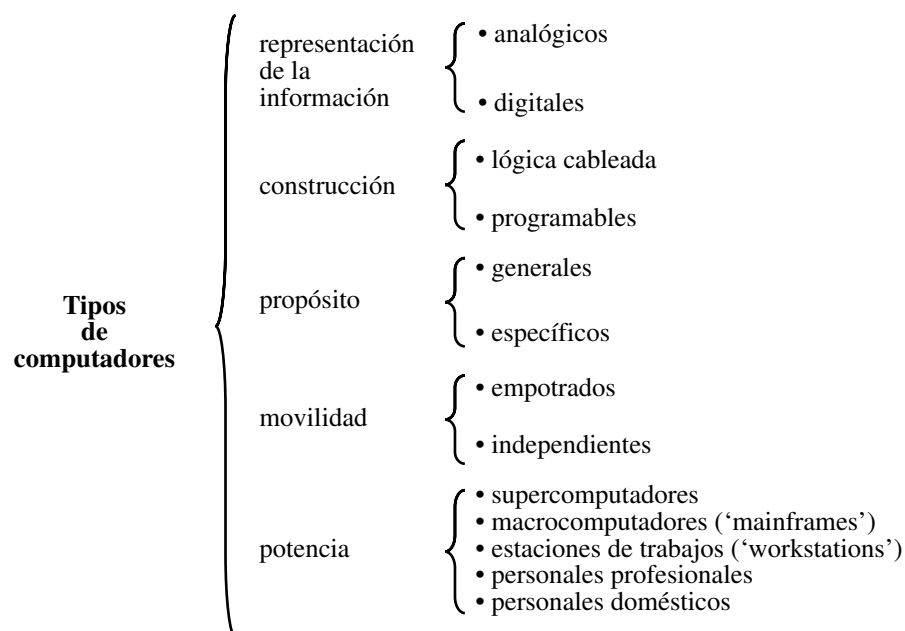 Tipos
de
computadores
representación
de la
información
• analógicos
• digitales
construcción
• lógica cableada
• programables
propósito
• generales
• específicos
movilidad
• empotrados
• independientes
potencia
• supercomputadores
• macrocomputadores (‘mainframes’)
• estaciones de trabajos (‘workstations’)
• personales profesionales
• personales domésticos